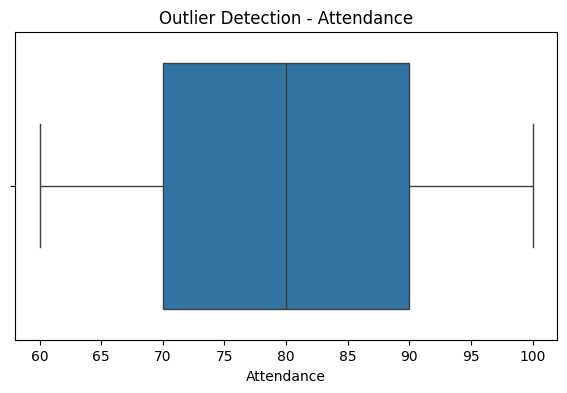 Outlier Detection - Attendance
60 65 70 75 80 85 90 95 100
Attendance